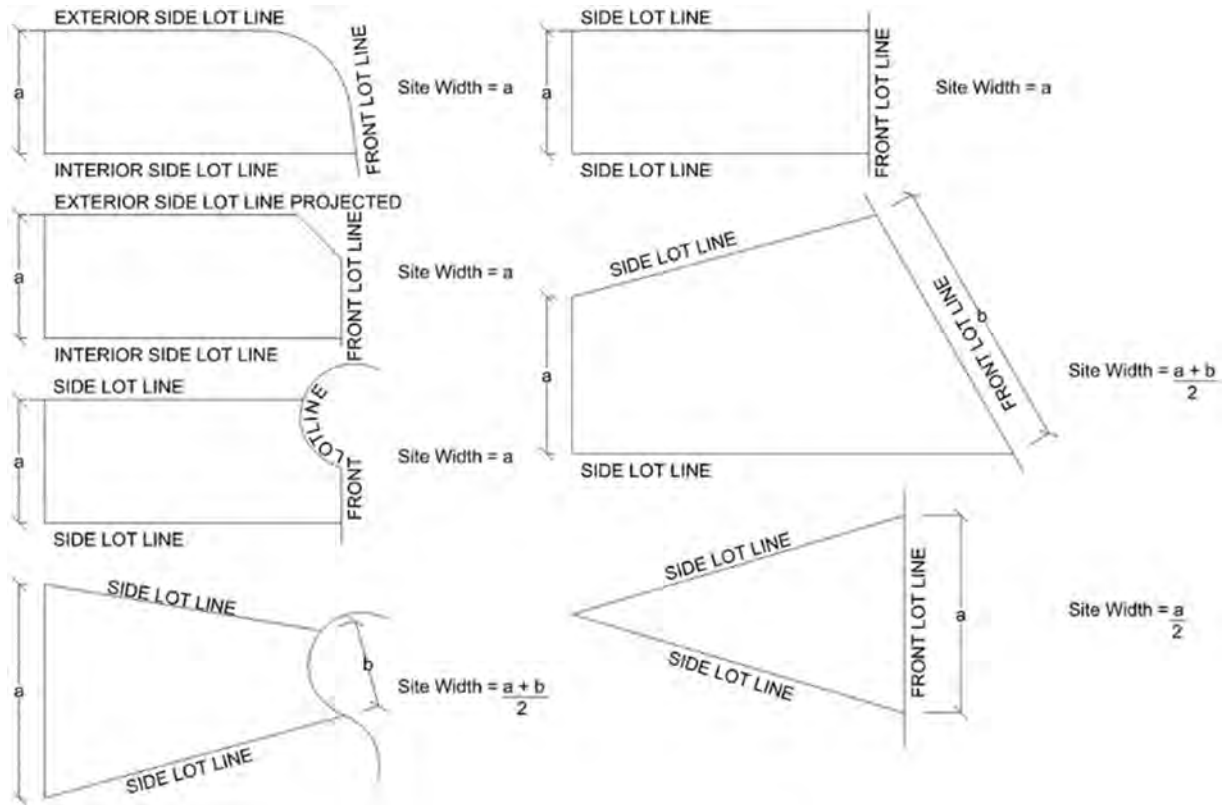 EXTERIOR SIDE LOT LINE
a
FRONT LOT LINE
Site Width = a
INTERIOR SIDE LOT LINE
SIDE LOT LINE
a
FRONT LOT LINE
Site Width = a
SIDE LOT LINE
EXTERIOR SIDE LOT LINE PROJECTED
a
FRONT LOT LINE
Site Width = a
INTERIOR SIDE LOT LINE
SIDE LOT LINE
a
FRONT LOT LINE
b
Site Width = a + b
2
SIDE LOT LINE
SIDE LOT LINE
a
LOTLINE
FRONT
Site Width = a
SIDE LOT LINE
SIDE LOT LINE
a
b
Site Width = a + b
2
SIDE LOT LINE
SIDE LOT LINE
FRONT LOT LINE
a
Site Width = a
2
SIDE LOT LINE